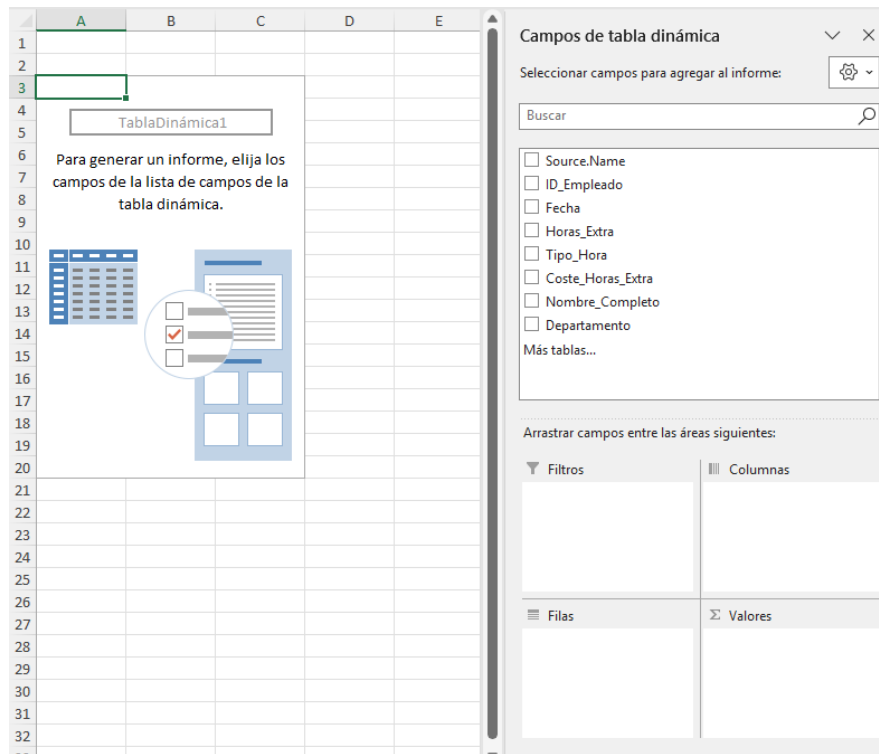 A B C D E
1
2
3
4
5
6
7
8
9
10
11
12
13
14
15
16
17
18
19
20
21
22
23
24
25
26
27
28
29
30
31
32
TablaDinámica1
Para generar un informe, elija los
campos de la lista de campos de la
tabla dinámica.
Campos de tabla dinámica
Seleccionar campos para agregar al informe:
Buscar
Source.Name
ID_Empleado
Fecha
Horas_Extra
Tipo_Hora
Coste_Horas_Extra
Nombre_Completo
Departamento
Más tablas...
Arrastrar campos entre las áreas siguientes:
Filtros
Columnas
Filas
Σ Valores